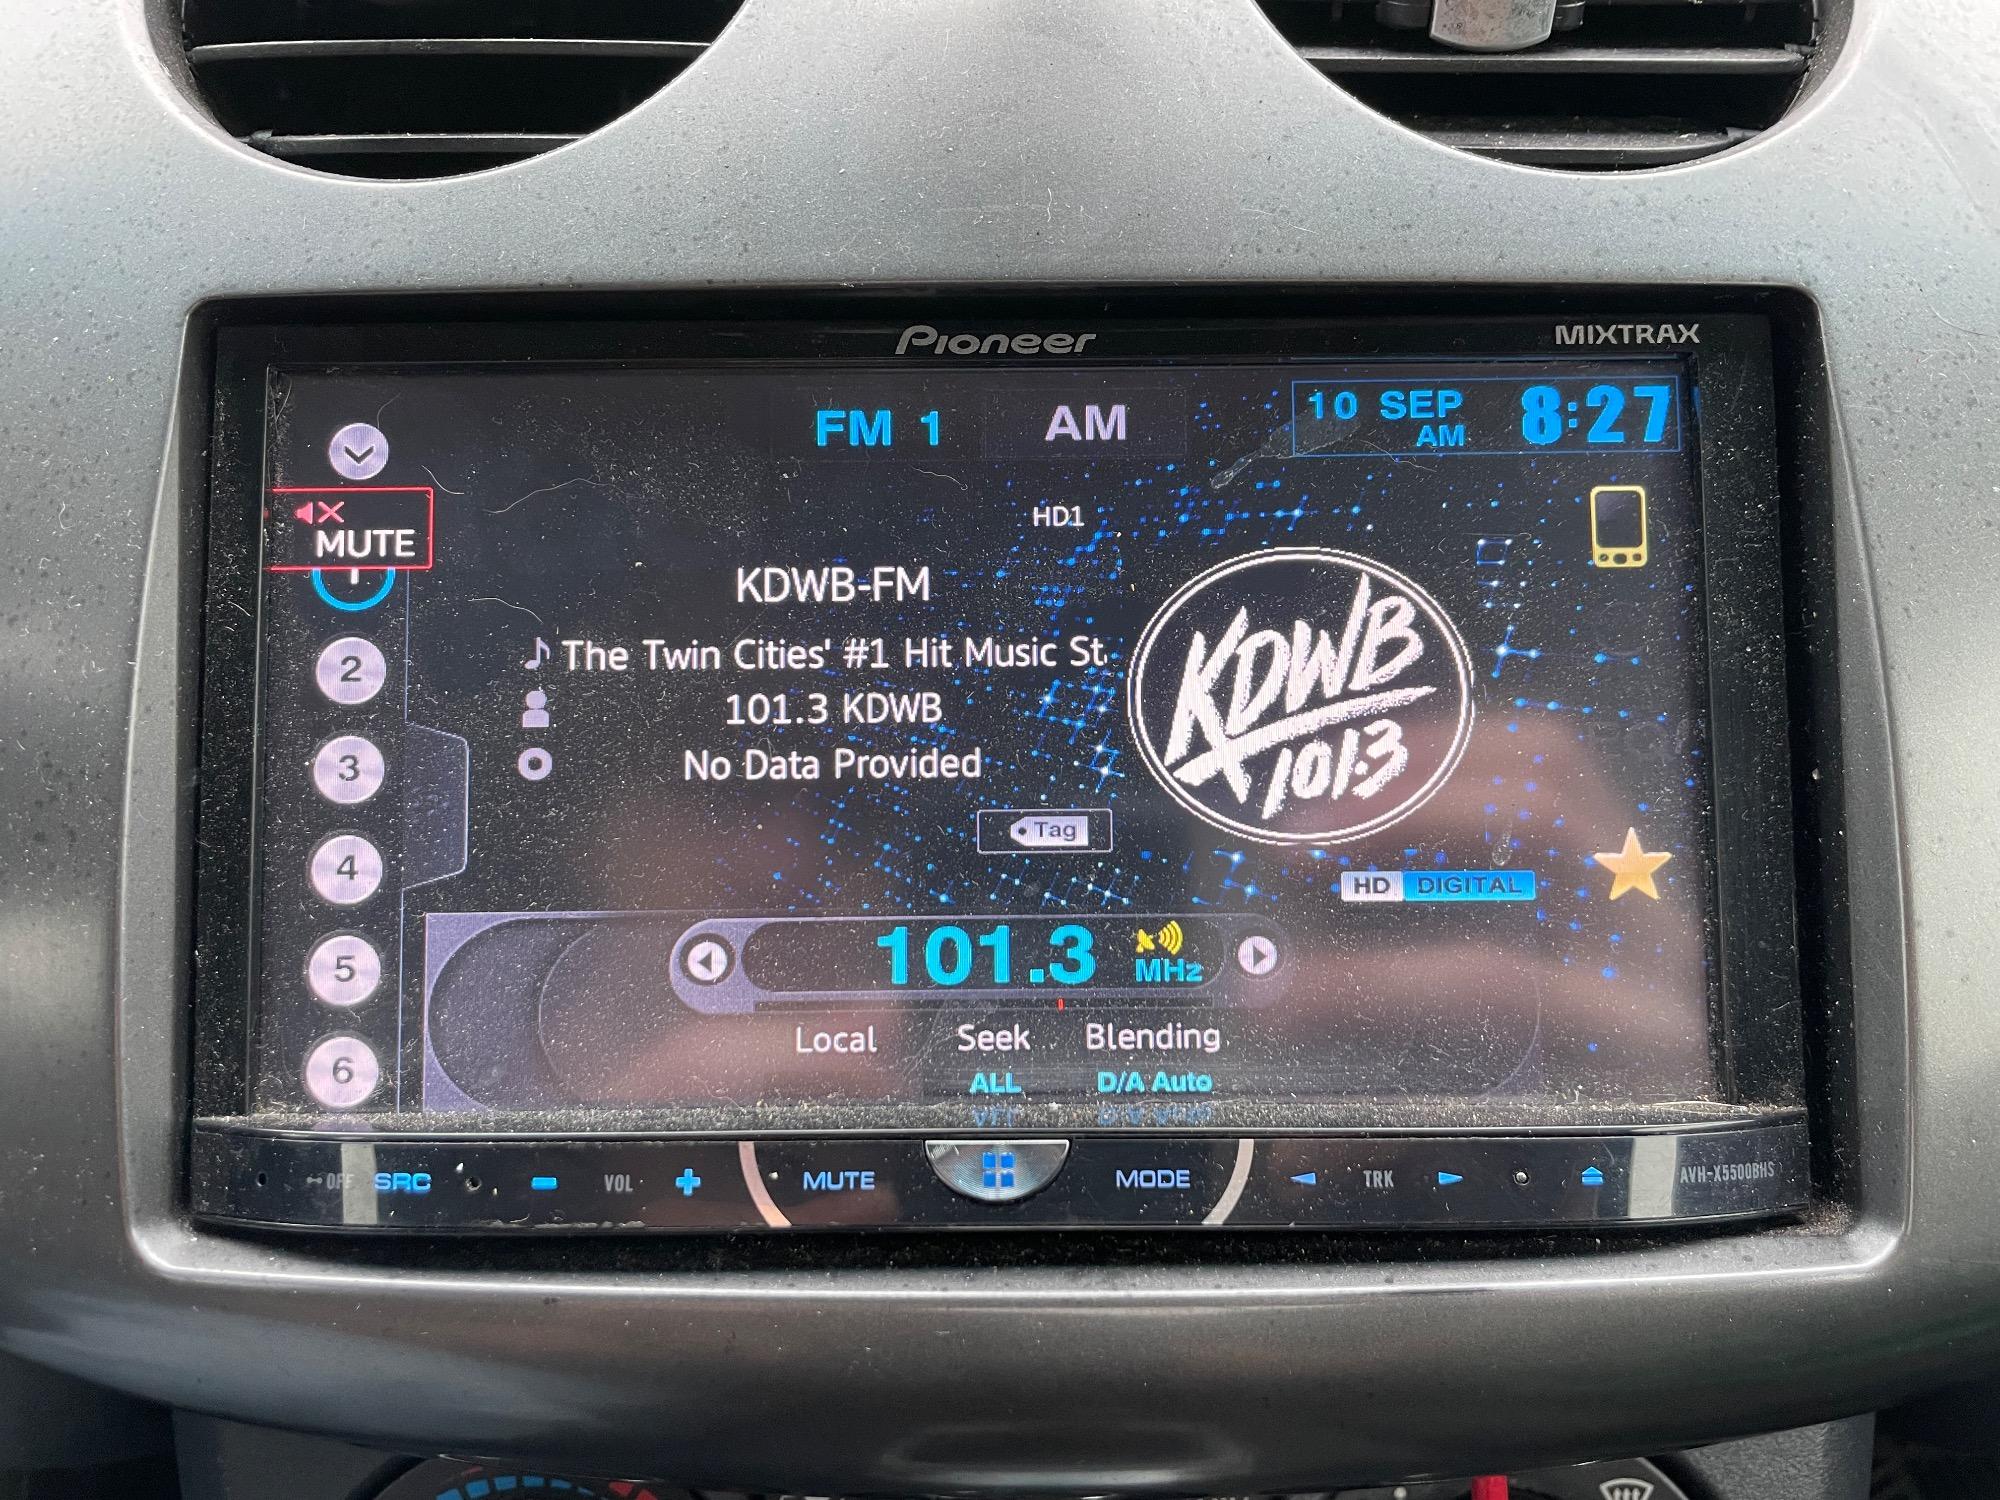 Pioneer
MIXTRAX
FM 1
AM
10 SEP
AM
8:27
MUTE
HD1
KDWB-FM
The Twin Cities' #1 Hit Music St
101.3 KDWB
No Data Provided
KDWB
101.3
Tag
HD DIGITAL
1
2
3
4
5
6
101.3
MHz
Local
Seek
Blending
ALL
D/A Auto
OFF
SRC
VOL
MUTE
MODE
TRK
AVH-X5500BHS